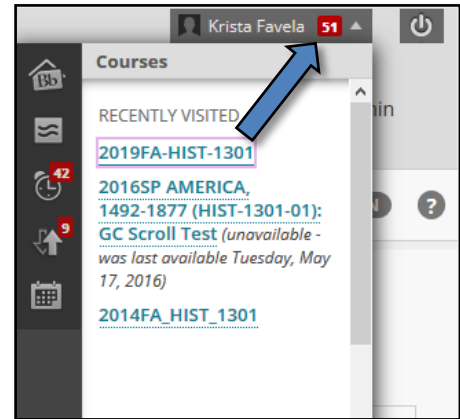 Krista Favela 51
Bb
Courses
RECENTLY VISITED
2019FA-HIST-1301
42
2016SP AMERICA,
1492-1877 (HIST-1301-01):
GC Scroll Test (unavailable -
was last available Tuesday, May
17, 2016)
9
2014FA_HIST_1301
?